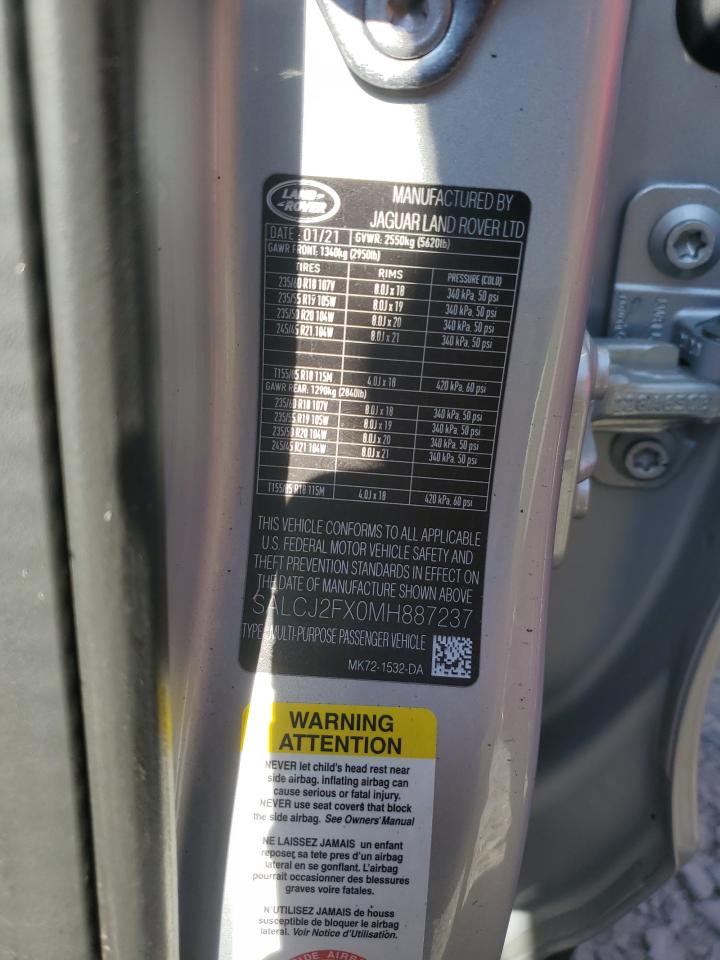 LAND
ROVER
MANUFACTURED BY
JAGUAR LAND ROVER LTD
DATE : 01/21 GVWR: 2550kg (5620lb)
GAWR FRONT: 1340kg (2950lb)
TIRES RIMS PRESSURE (COLD)
235/60 R18 107V 8.0J x 18 340 kPa, 50 psi
235/55 R19 105W 8.0J x 19 340 kPa, 50 psi
235/50 R20 104W 8.0J x 20 340 kPa, 50 psi
245/45 R21 104W 8.0J x 21 340 kPa, 50 psi
T155/85 R18 115M 4.0J x 18 420 kPa, 60 psi
GAWR REAR: 1290kg (2840lb)
235/60 R18 107V 8.0J x 18 340 kPa, 50 psi
235/55 R19 105W 8.0J x 19 340 kPa, 50 psi
235/50 R20 104W 8.0J x 20 340 kPa, 50 psi
245/45 R21 104W 8.0J x 21 340 kPa, 50 psi
T155/85 R18 115M 4.0J x 18 420 kPa, 60 psi
THIS VEHICLE CONFORMS TO ALL APPLICABLE
U.S. FEDERAL MOTOR VEHICLE SAFETY AND
THEFT PREVENTION STANDARDS IN EFFECT ON
THE DATE OF MANUFACTURE SHOWN ABOVE
SALCJ2FX0MH887237
TYPE: MULTI-PURPOSE PASSENGER VEHICLE
MK72-1532-DA
WARNING
ATTENTION
NEVER let child's head rest near
side airbag. inflating airbag can
cause serious or fatal injury.
NEVER use seat covers that block
the side airbag. See Owners' Manual
NE LAISSEZ JAMAIS un enfant
reposer sa tete pres d'un airbag
lateral en se gonflant. L'airbag
pourrait occasionner des blessures
graves voire fatales.
N'UTILISEZ JAMAIS de houss
susceptible de bloquer le airbag
lateral. Voir Notice d'Utilisation.
SIDE AIRB